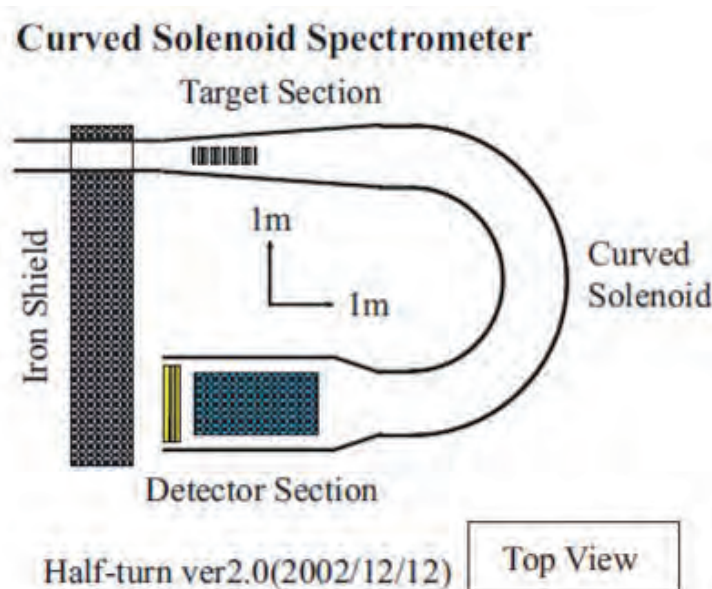 Curved Solenoid Spectrometer
Target Section
Iron Shield
1m
1m
Curved
Solenoid
Detector Section
Half-turn ver2.0(2002/12/12)
Top View